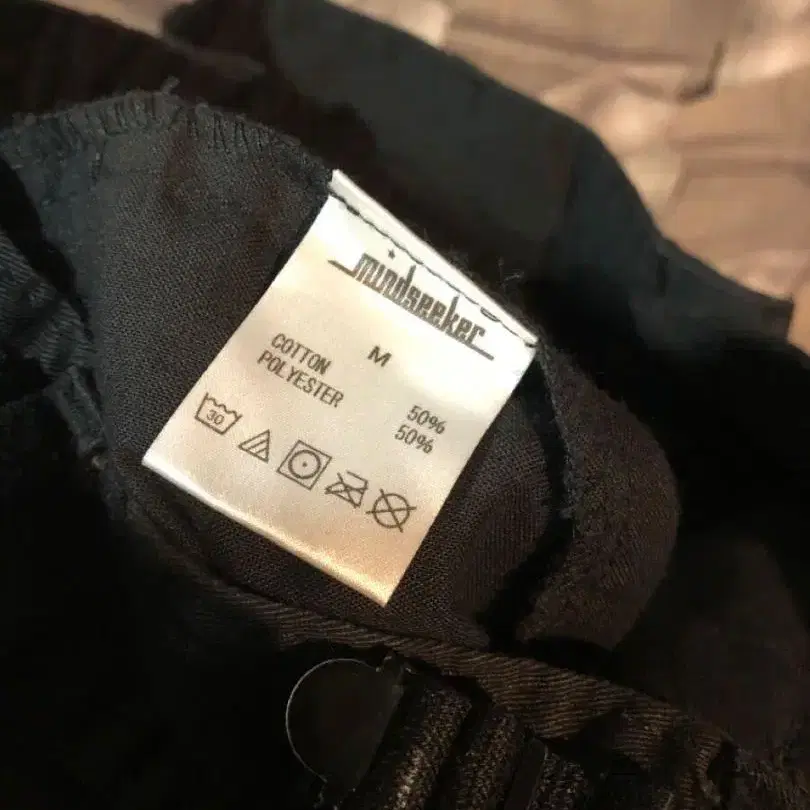 mindseeker
M
COTTON 50%
POLYESTER 50%
30